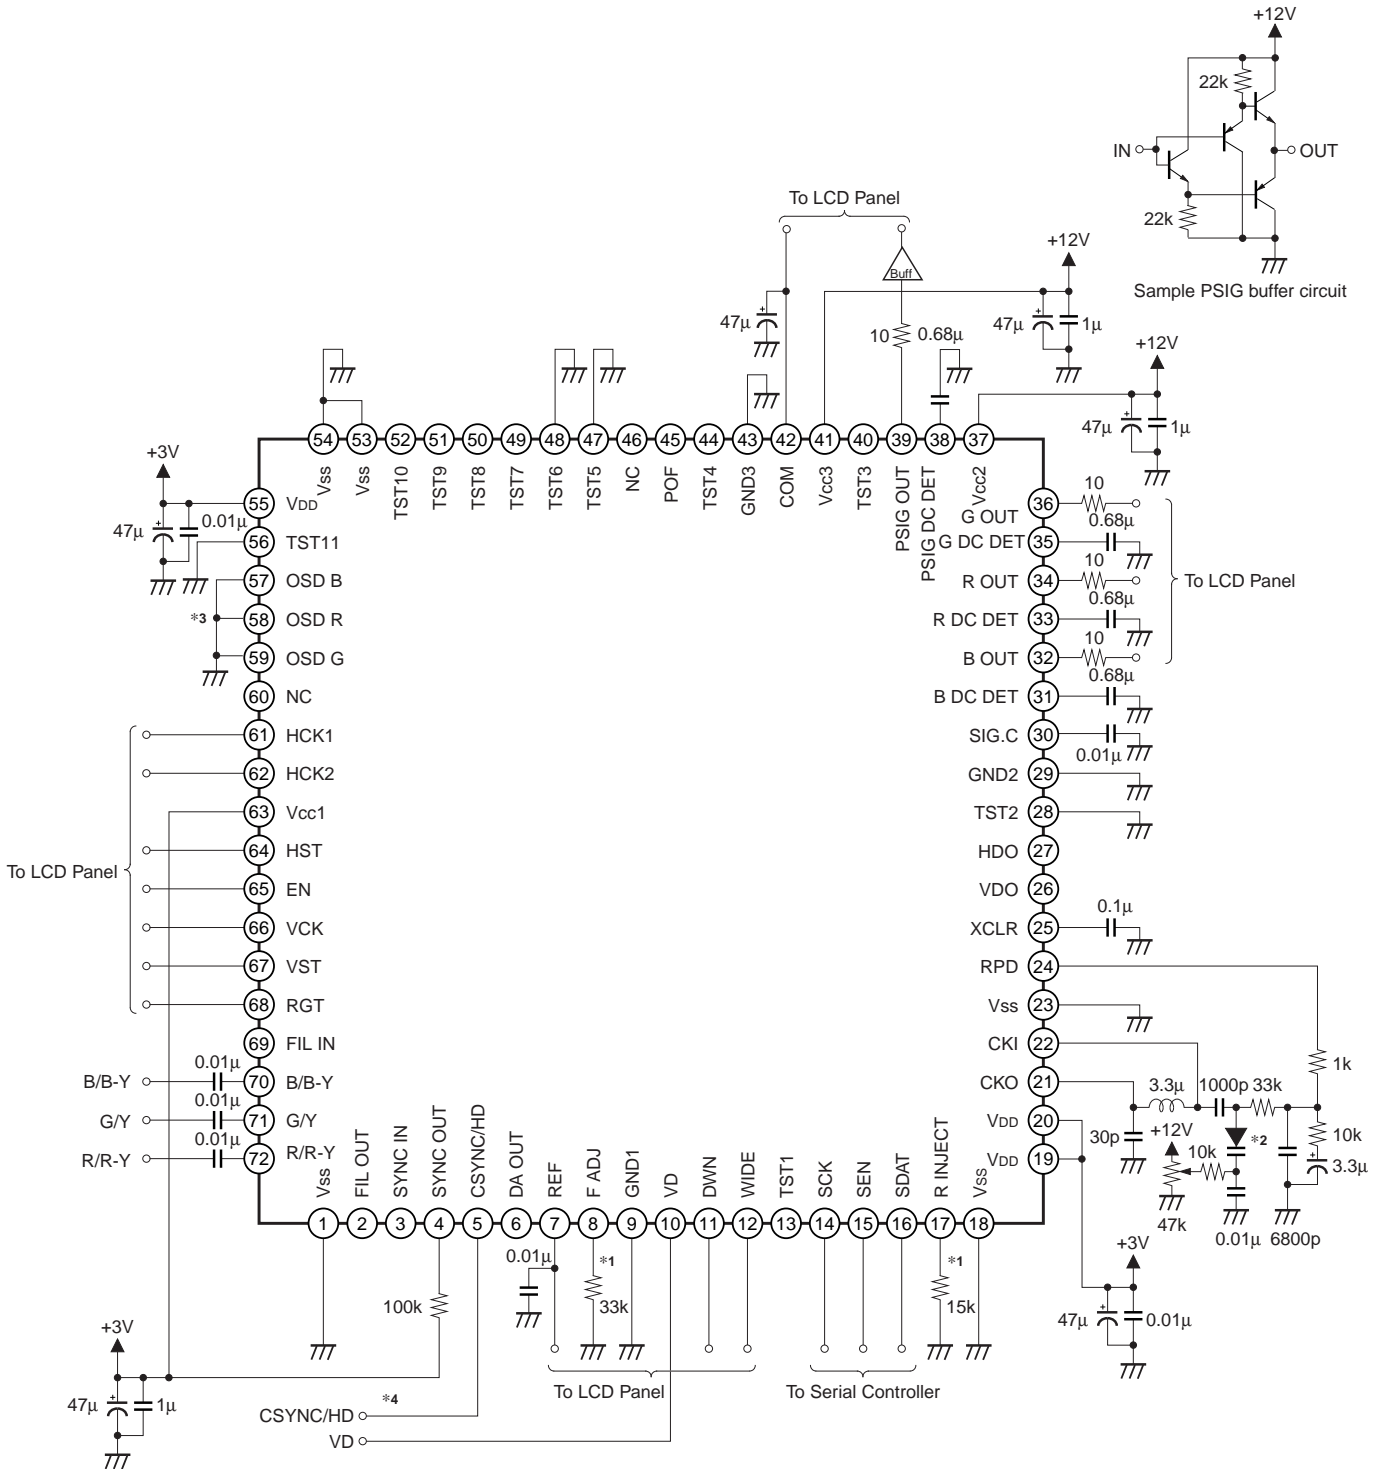 +12V
22k
IN
OUT
22k
Sample PSIG buffer circuit
To LCD Panel
Buff
+12V
47μ
10
0.68μ
47μ
1μ
+12V
47μ
1μ
54 53 52 51 50 49 48 47 46 45 44 43 42 41 40 39 38 37
Vss
Vss
TST10
TST9
TST8
TST7
TST6
TST5
NC
POF
TST4
GND3
COM
Vcc3
TST3
PSIG OUT
PSIG DC DET
Vcc2
+3V
47μ
0.01μ
55 VDD
56 TST11
57 OSD B
*3
58 OSD R
59 OSD G
60 NC
61 HCK1
62 HCK2
63 Vcc1
64 HST
To LCD Panel
65 EN
66 VCK
67 VST
68 RGT
69 FIL IN
B/B-Y 0.01μ 70 B/B-Y
G/Y 0.01μ 71 G/Y
R/R-Y 0.01μ 72 R/R-Y
G OUT 36 10
G DC DET 35 0.68μ
R OUT 34 10
To LCD Panel
R DC DET 33 0.68μ
B OUT 32 10
B DC DET 31 0.68μ
SIG.C 30 0.01μ
GND2 29
TST2 28
HDO 27
VDO 26
XCLR 25 0.1μ
RPD 24
Vss 23
CKI 22
CKO 21
VDD 20
VDD 19
1k
3.3μ 1000p 33k
30p
+12V
*2
10k
10k
3.3μ
47k
0.01μ
6800p
+3V
47μ
0.01μ
Vss
FIL OUT
SYNC IN
SYNC OUT
CSYNC/HD
DA OUT
REF
F ADJ
GND1
VD
DWN
WIDE
TST1
SCK
SEN
SDAT
R INJECT
Vss
1 2 3 4 5 6 7 8 9 10 11 12 13 14 15 16 17 18
0.01μ
*1
33k
*1
15k
100k
+3V
47μ
1μ
To LCD Panel
To Serial Controller
*4
CSYNC/HD
VD